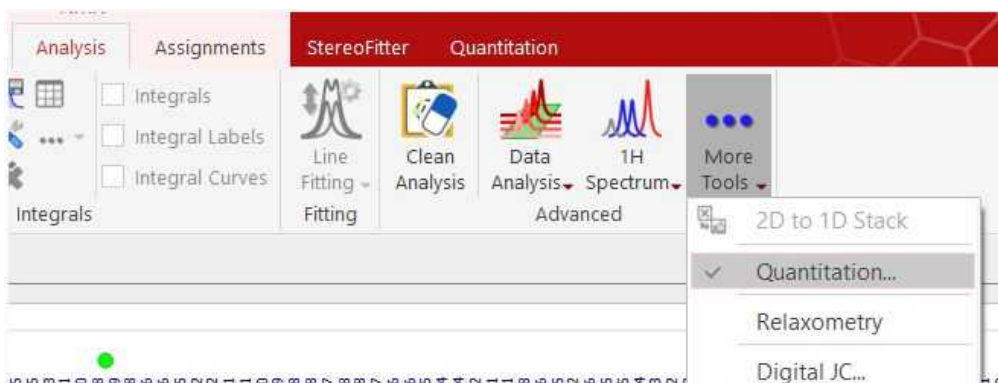 Analysis Assignments StereoFitter Quantitation
Integrals
Integral Labels
Integral Curves
Line Fitting
Clean Analysis
Data Analysis
1H Spectrum
More Tools
Integrals Fitting Advanced
2D to 1D Stack
Quantitation...
Relaxometry
Digital JC...